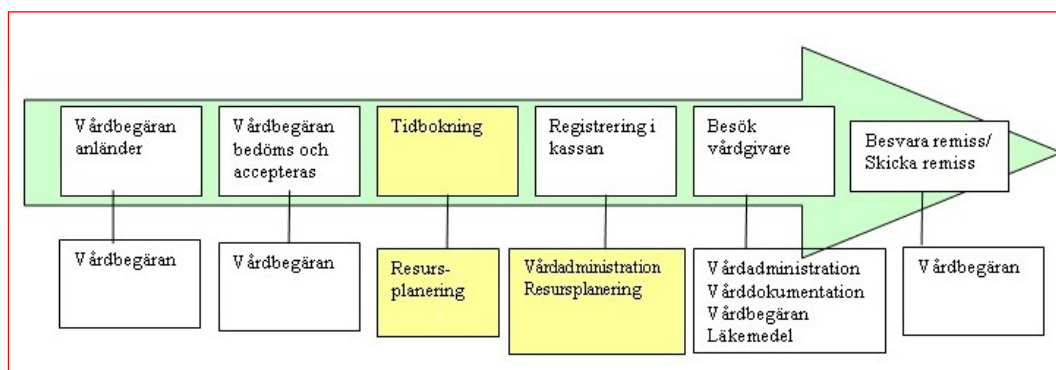 Vårdbegäran
anländer
Vårdbegäran
bedöms och
accepteras
Tidbokning
Registrering i
kassan
Besök
vårdgivare
Besvara remiss/
Skicka remiss
Vårdbegäran
Vårdbegäran
Resurs-
planering
Vårdadministration
Resursplanering
Vårdadministration
Vårddokumentation
Vårdbegäran
Läkemedel
Vårdbegäran